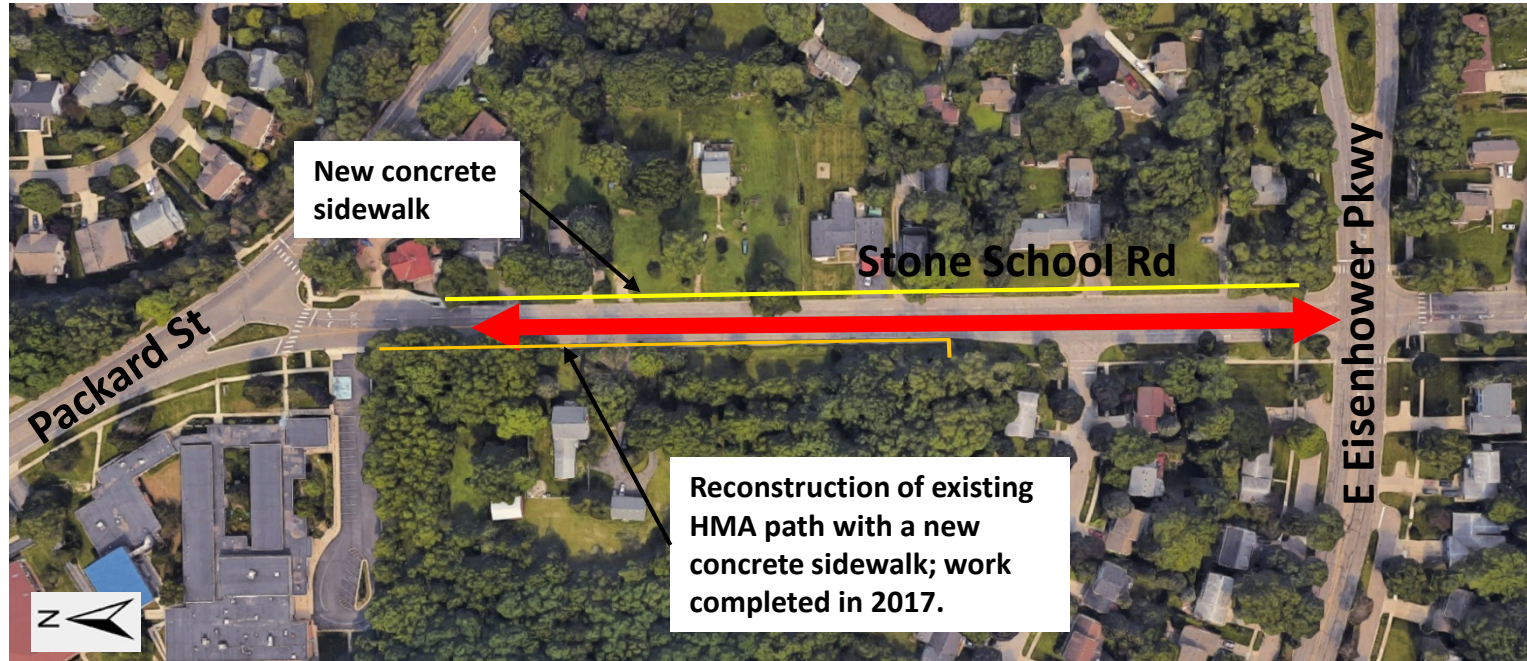 New concrete
sidewalk
Stone School Rd
E Eisenhower Pkwy
Packard St
Reconstruction of existing
HMA path with a new
concrete sidewalk; work
completed in 2017.
N